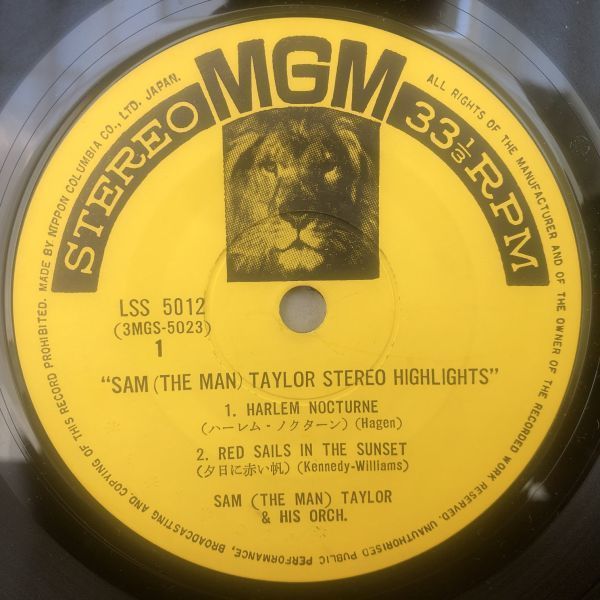 MGM
STEREO
33 1/3 RPM
MADE BY NIPPON COLUMBIA CO., LTD. JAPAN.
ALL RIGHTS OF THE MANUFACTURER AND OF THE OWNER OF THE RECORDED WORK RESERVED. UNAUTHORISED PUBLIC PERFORMANCE, BROADCASTING AND COPYING OF THIS RECORD PROHIBITED.
LSS 5012
(3MGS-5023)
1
“SAM (THE MAN) TAYLOR STEREO HIGHLIGHTS”
1. HARLEM NOCTURNE
(ハーレム・ノクターン) (Hagen)
2. RED SAILS IN THE SUNSET
(夕日に赤い帆) (Kennedy-Williams)
SAM (THE MAN) TAYLOR
& HIS ORCH.